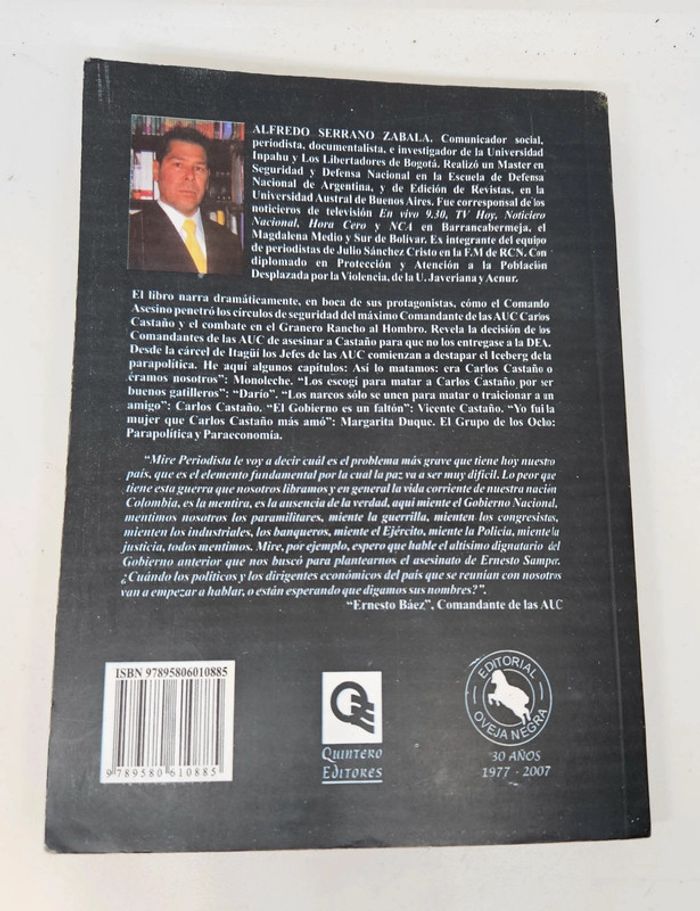 ALFREDO SERRANO ZABALA. Comunicador social,
periodista, documentalista, e investigador de la Universidad
Inpahu y Los Libertadores de Bogotá. Realizó un Master en
Seguridad y Defensa Nacional en la Escuela de Defensa
Nacional de Argentina, y de Edición de Revistas, en la
Universidad Austral de Buenos Aires. Fue corresponsal de los
noticieros de televisión En vivo 9.30, TV Hoy, Noticiero
Nacional, Hora Cero y NCA en Barrancabermeja, el
Magdalena Medio y Sur de Bolívar. Ex integrante del equipo
de periodistas de Julio Sánchez Cristo en la F.M de RCN. Con
diplomado en Protección y Atención a la Población
Desplazada por la Violencia, de la U. Javeriana y Acnur.
El libro narra dramáticamente, en boca de sus protagonistas, cómo el Comando
Asesino penetró los círculos de seguridad del máximo Comandante de las AUC Carlos
Castaño y el combate en el Granero Rancho al Hombro. Revela la decisión de los
Comandantes de las AUC de asesinar a Castaño para que no los entregase a la DEA.
Desde la cárcel de Itagüí los Jefes de las AUC comienzan a destapar el Iceberg de la
parapolítica. He aquí algunos capítulos: Así lo matamos: era Carlos Castaño o
éramos nosotros": Monoleche. "Los escogí para matar a Carlos Castaño por ser
buenos gatilleros": "Darío". "Los narcos sólo se unen para matar o traicionar a un
amigo": Carlos Castaño. "El Gobierno es un faltón": Vicente Castaño. "Yo fui la
mujer que Carlos Castaño más amó": Margarita Duque. El Grupo de los Ocho:
Parapolítica y Paraeconomía.
"Mire Periodista le voy a decir cuál es el problema más grave que tiene hoy nuestro
país, que es el elemento fundamental por la cual la paz va a ser muy difícil. Lo peor que
tiene esta guerra que nosotros libramos y en general la vida corriente de nuestra nación
Colombia, es la mentira, es la ausencia de la verdad, aquí miente el Gobierno Nacional,
mentimos nosotros los paramilitares, miente la guerrilla, mienten los congresistas,
mienten los industriales, los banqueros, miente el Ejército, miente la Policía, miente la
justicia, todos mentimos. Mire, por ejemplo, espero que hable el altísimo dignatario del
Gobierno anterior que nos buscó para plantearnos el asesinato de Ernesto Samper.
¿Cuándo los políticos y los dirigentes económicos del país que se reunían con nosotros
van a empezar a hablar, o están esperando que digamos sus nombres?".
"Ernesto Báez", Comandante de las AUC
ISBN 97895806010885
9 789580 610885
QUINTERO
EDITORES
EDITORIAL
OVEJA NEGRA
30 AÑOS
1977 - 2007